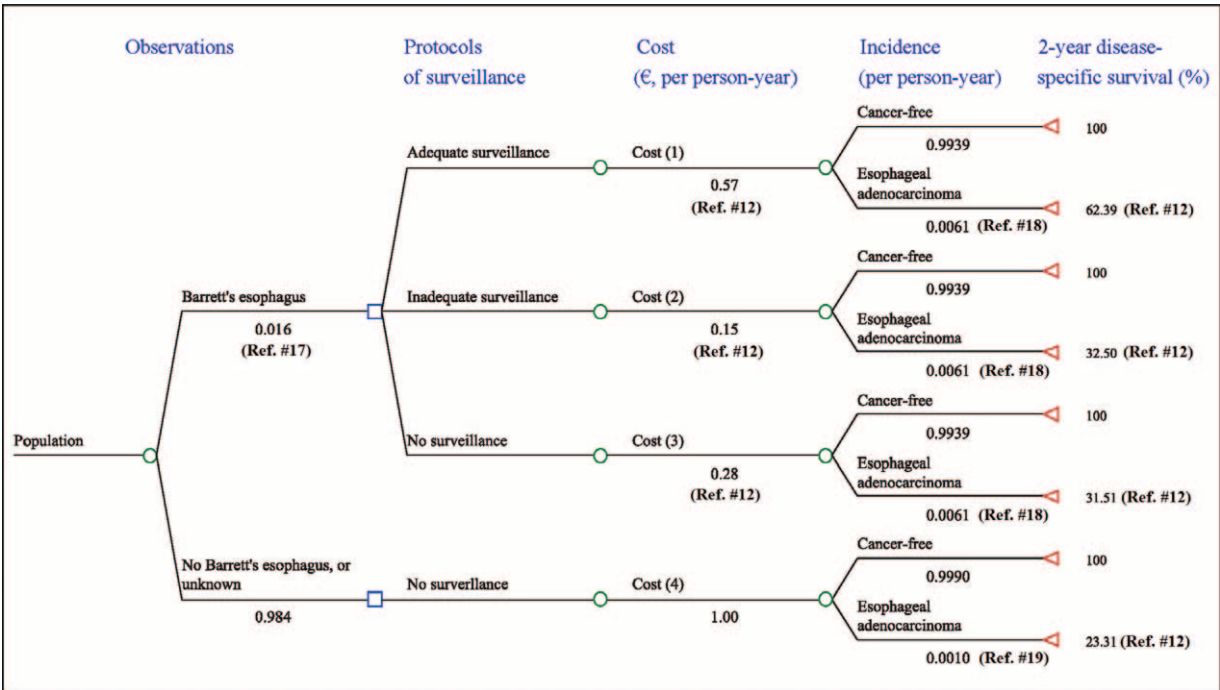 Observations
Protocols
of surveillance
Cost
(€, per person-year)
Incidence
(per person-year)
2-year disease-
specific survival (%)
Population
Barrett's esophagus
0.016
(Ref. #17)
No Barrett's esophagus, or
unknown
0.984
Adequate surveillance
Cost (1)
0.57
(Ref. #12)
Cancer-free
0.9939
100
Esophageal
adenocarcinoma
0.0061 (Ref. #18)
62.39 (Ref. #12)
Inadequate surveillance
Cost (2)
0.15
(Ref. #12)
Cancer-free
0.9939
100
Esophageal
adenocarcinoma
0.0061 (Ref. #18)
32.50 (Ref. #12)
No surveillance
Cost (3)
0.28
(Ref. #12)
Cancer-free
0.9939
100
Esophageal
adenocarcinoma
0.0061 (Ref. #18)
31.51 (Ref. #12)
No surverllance
Cost (4)
1.00
Cancer-free
0.9990
100
Esophageal
adenocarcinoma
0.0010 (Ref. #19)
23.31 (Ref. #12)